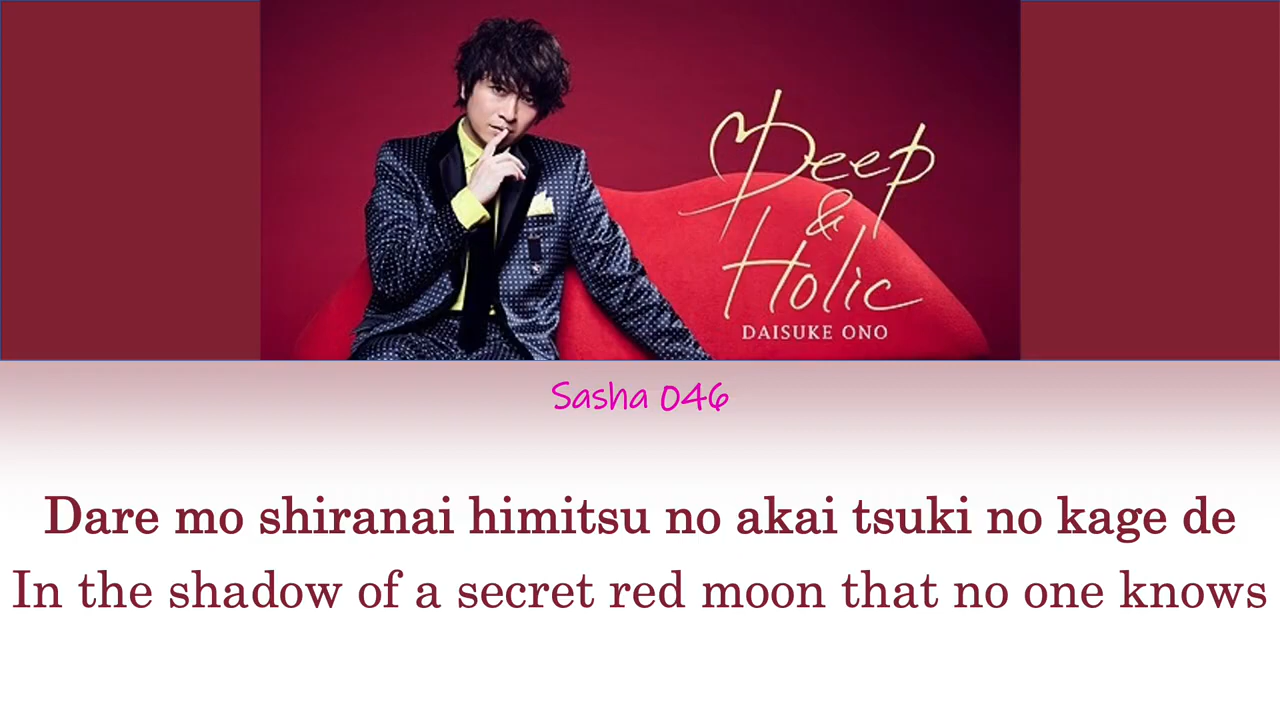 Deep
&
Holic
DAISUKE ONO
Sasha 046
Dare mo shiranai himitsu no akai tsuki no kage de
In the shadow of a secret red moon that no one knows